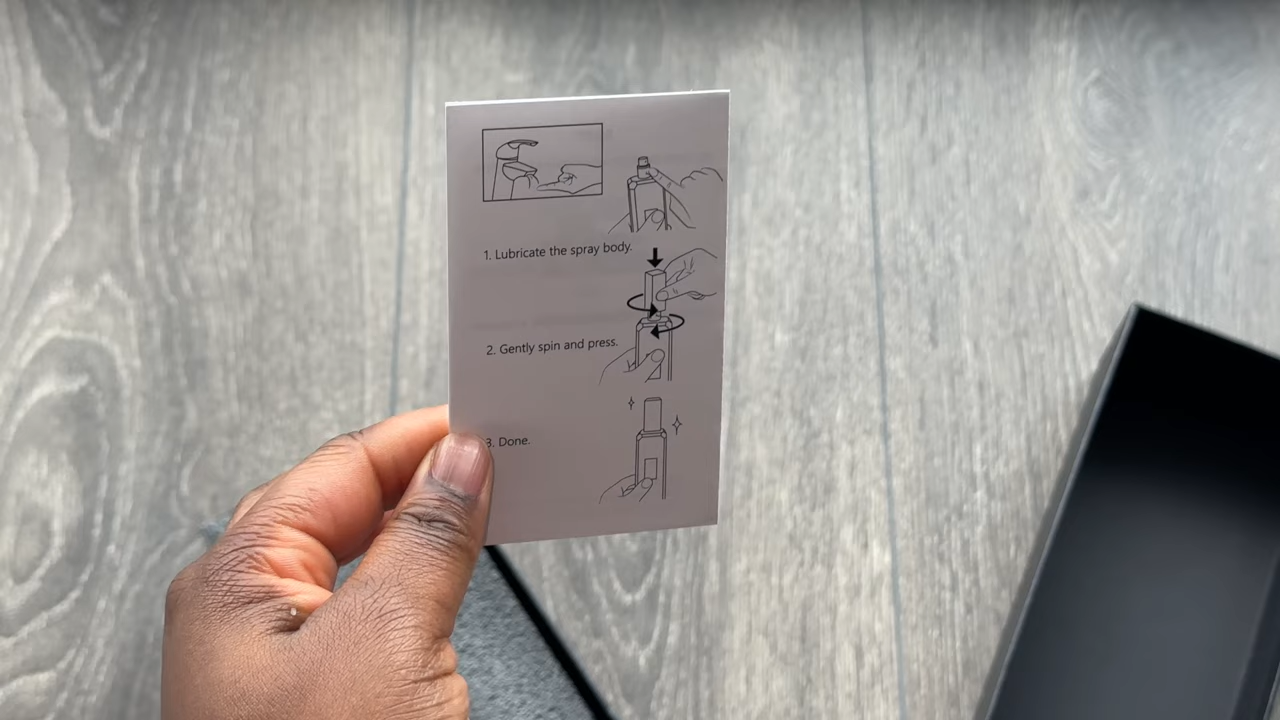 1. Lubricate the spray body.
2. Gently spin and press.
3. Done.